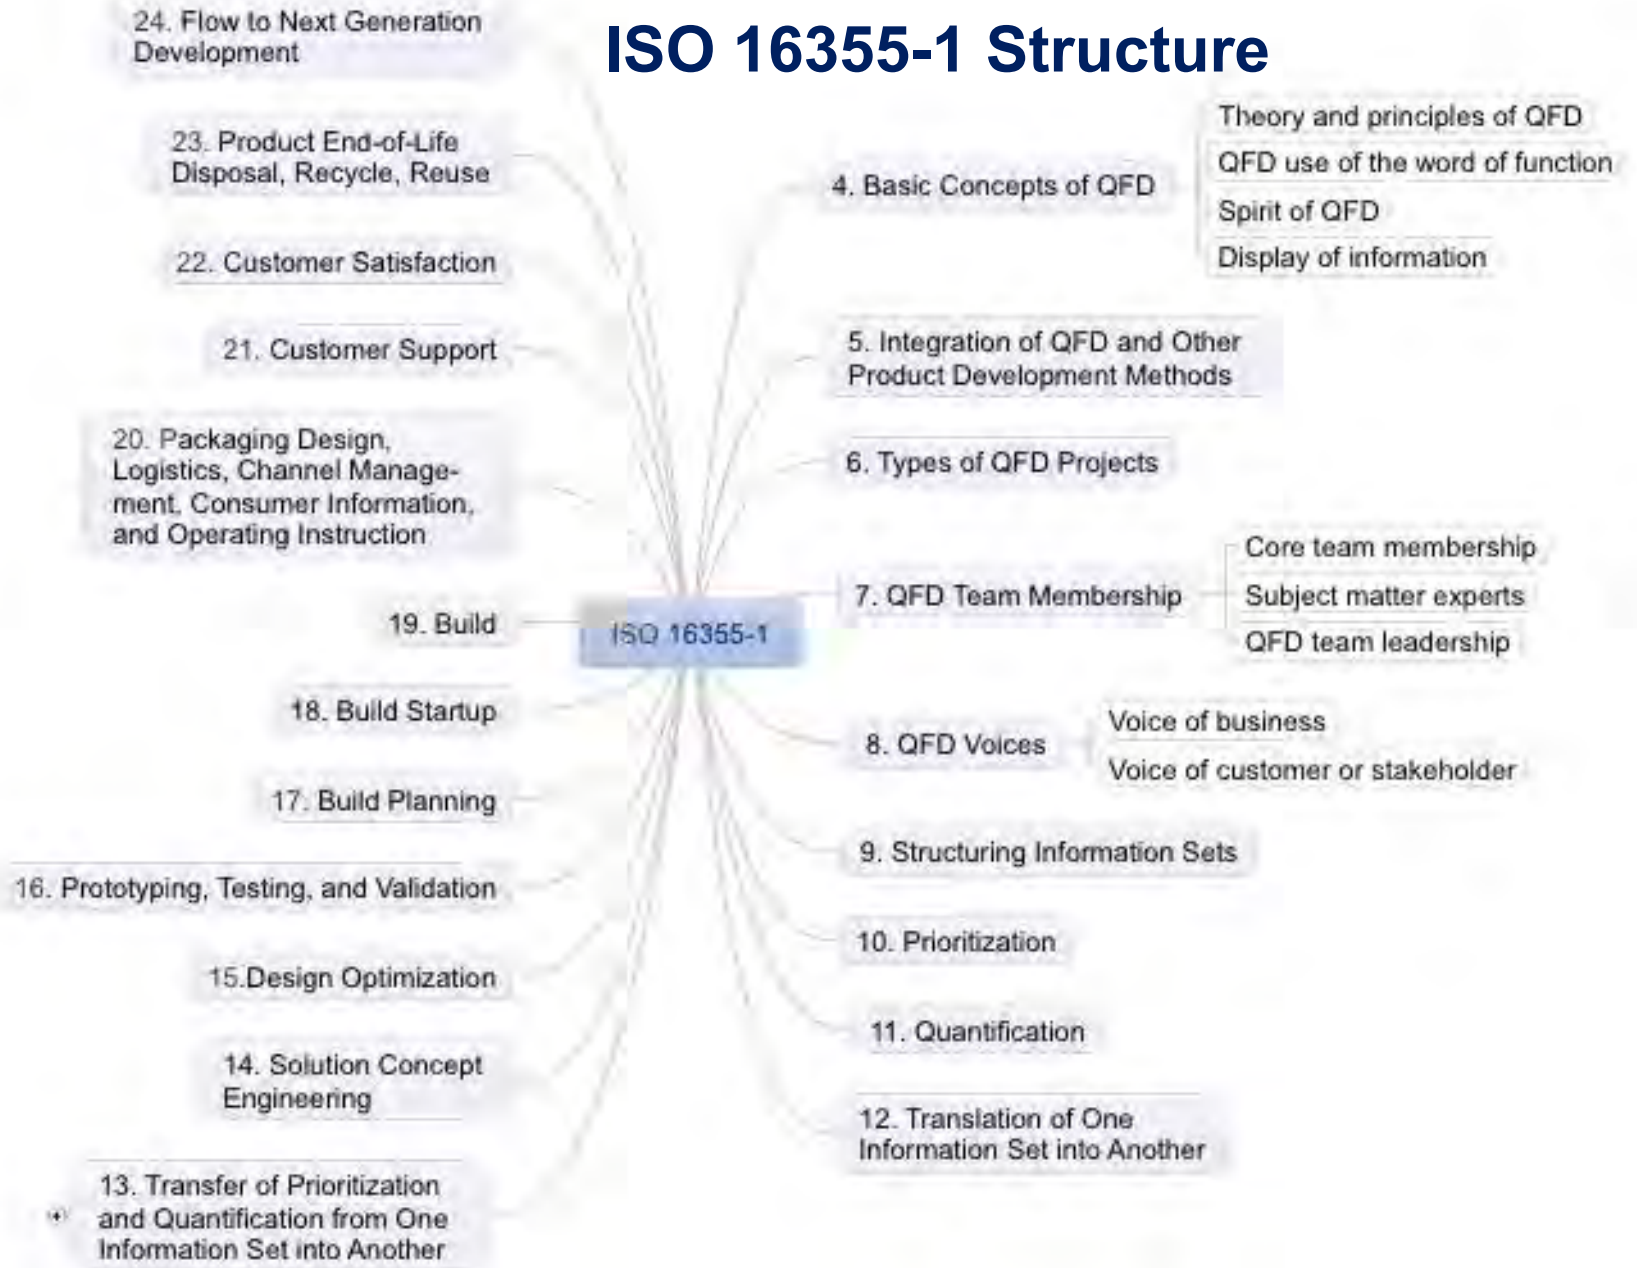 ISO 16355-1 Structure
24. Flow to Next Generation
Development
23. Product End-of-Life
Disposal, Recycle, Reuse
22. Customer Satisfaction
21. Customer Support
20. Packaging Design,
Logistics, Channel Manage-
ment, Consumer Information,
and Operating Instruction
19. Build
18. Build Startup
17. Build Planning
16. Prototyping, Testing, and Validation
15.Design Optimization
14. Solution Concept
Engineering
13. Transfer of Prioritization
and Quantification from One
Information Set into Another
ISO 16355-1
4. Basic Concepts of QFD
Theory and principles of QFD
QFD use of the word of function
Spirit of QFD
Display of information
5. Integration of QFD and Other
Product Development Methods
6. Types of QFD Projects
7. QFD Team Membership
Core team membership
Subject matter experts
QFD team leadership
8. QFD Voices
Voice of business
Voice of customer or stakeholder
9. Structuring Information Sets
10. Prioritization
11. Quantification
12. Translation of One
Information Set into Another